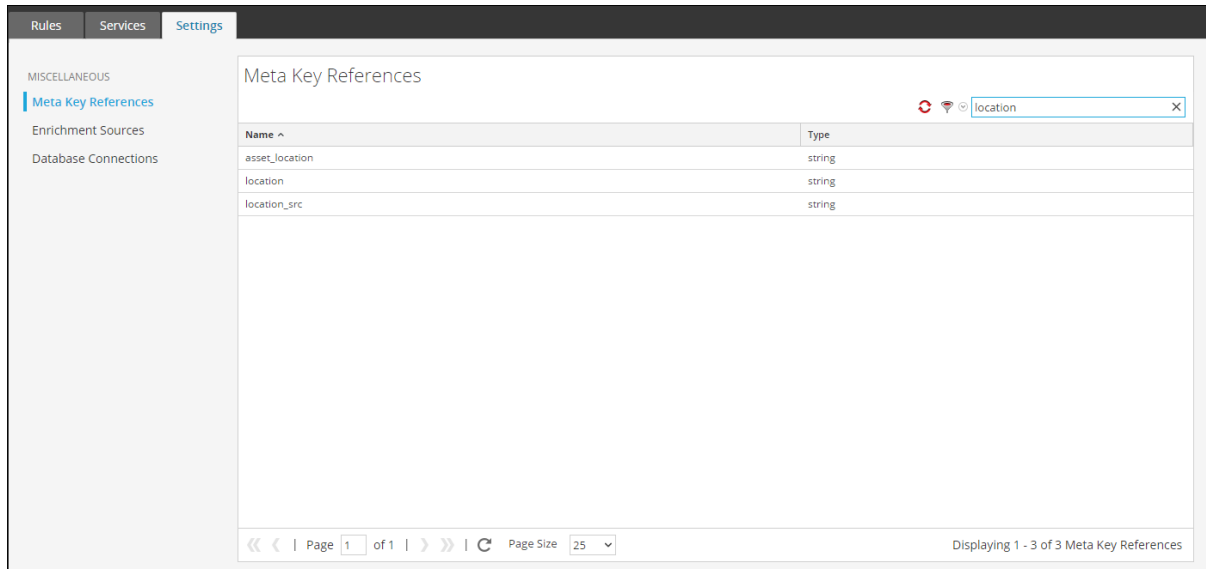 Rules Services Settings
MISCELLANEOUS
Meta Key References
Enrichment Sources
Database Connections
Meta Key References
location
Name Type
asset_location string
location string
location_src string
Page 1 of 1 Page Size 25
Displaying 1 - 3 of 3 Meta Key References